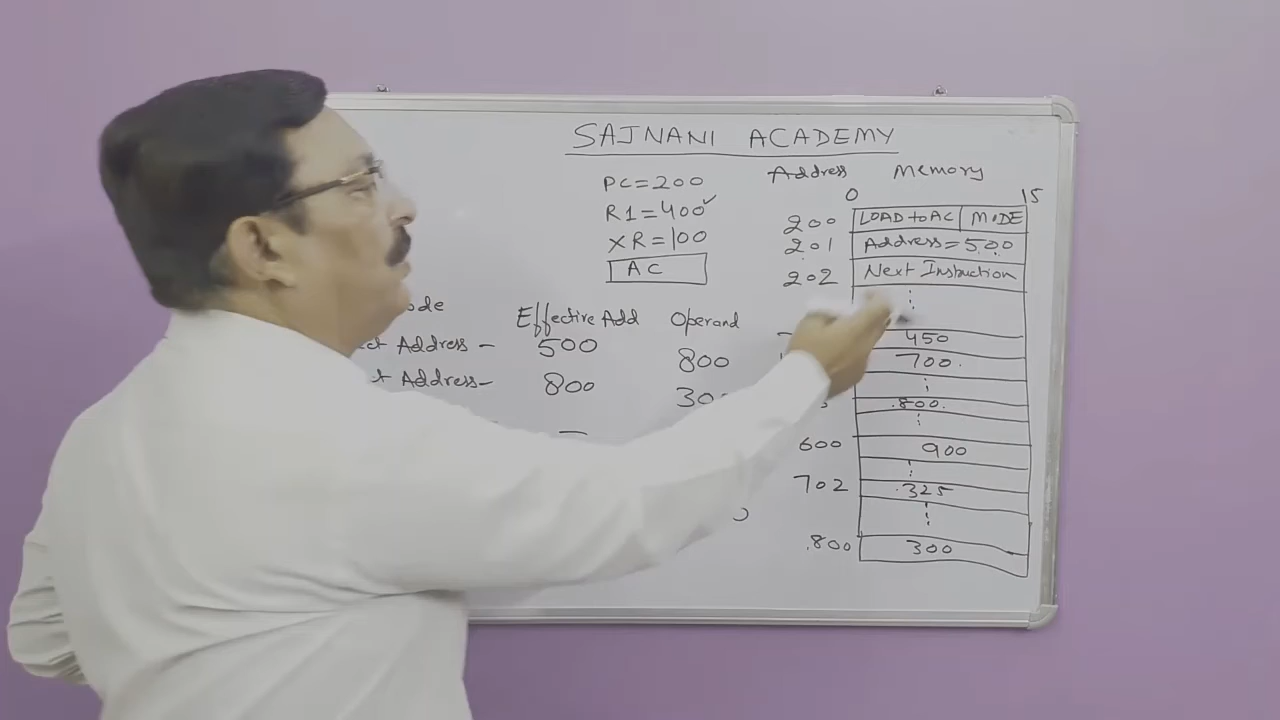 SAJNANI ACADEMY
PC=200
R1=400✓
XR=100
AC
Address Memory
0 15
200 LOAD to AC MODE
201 Address=500
202 Next Instruction
450
700
800
600 900
702 325
800 300
Effective Add Operand
Address - 500 800
Address- 800
-